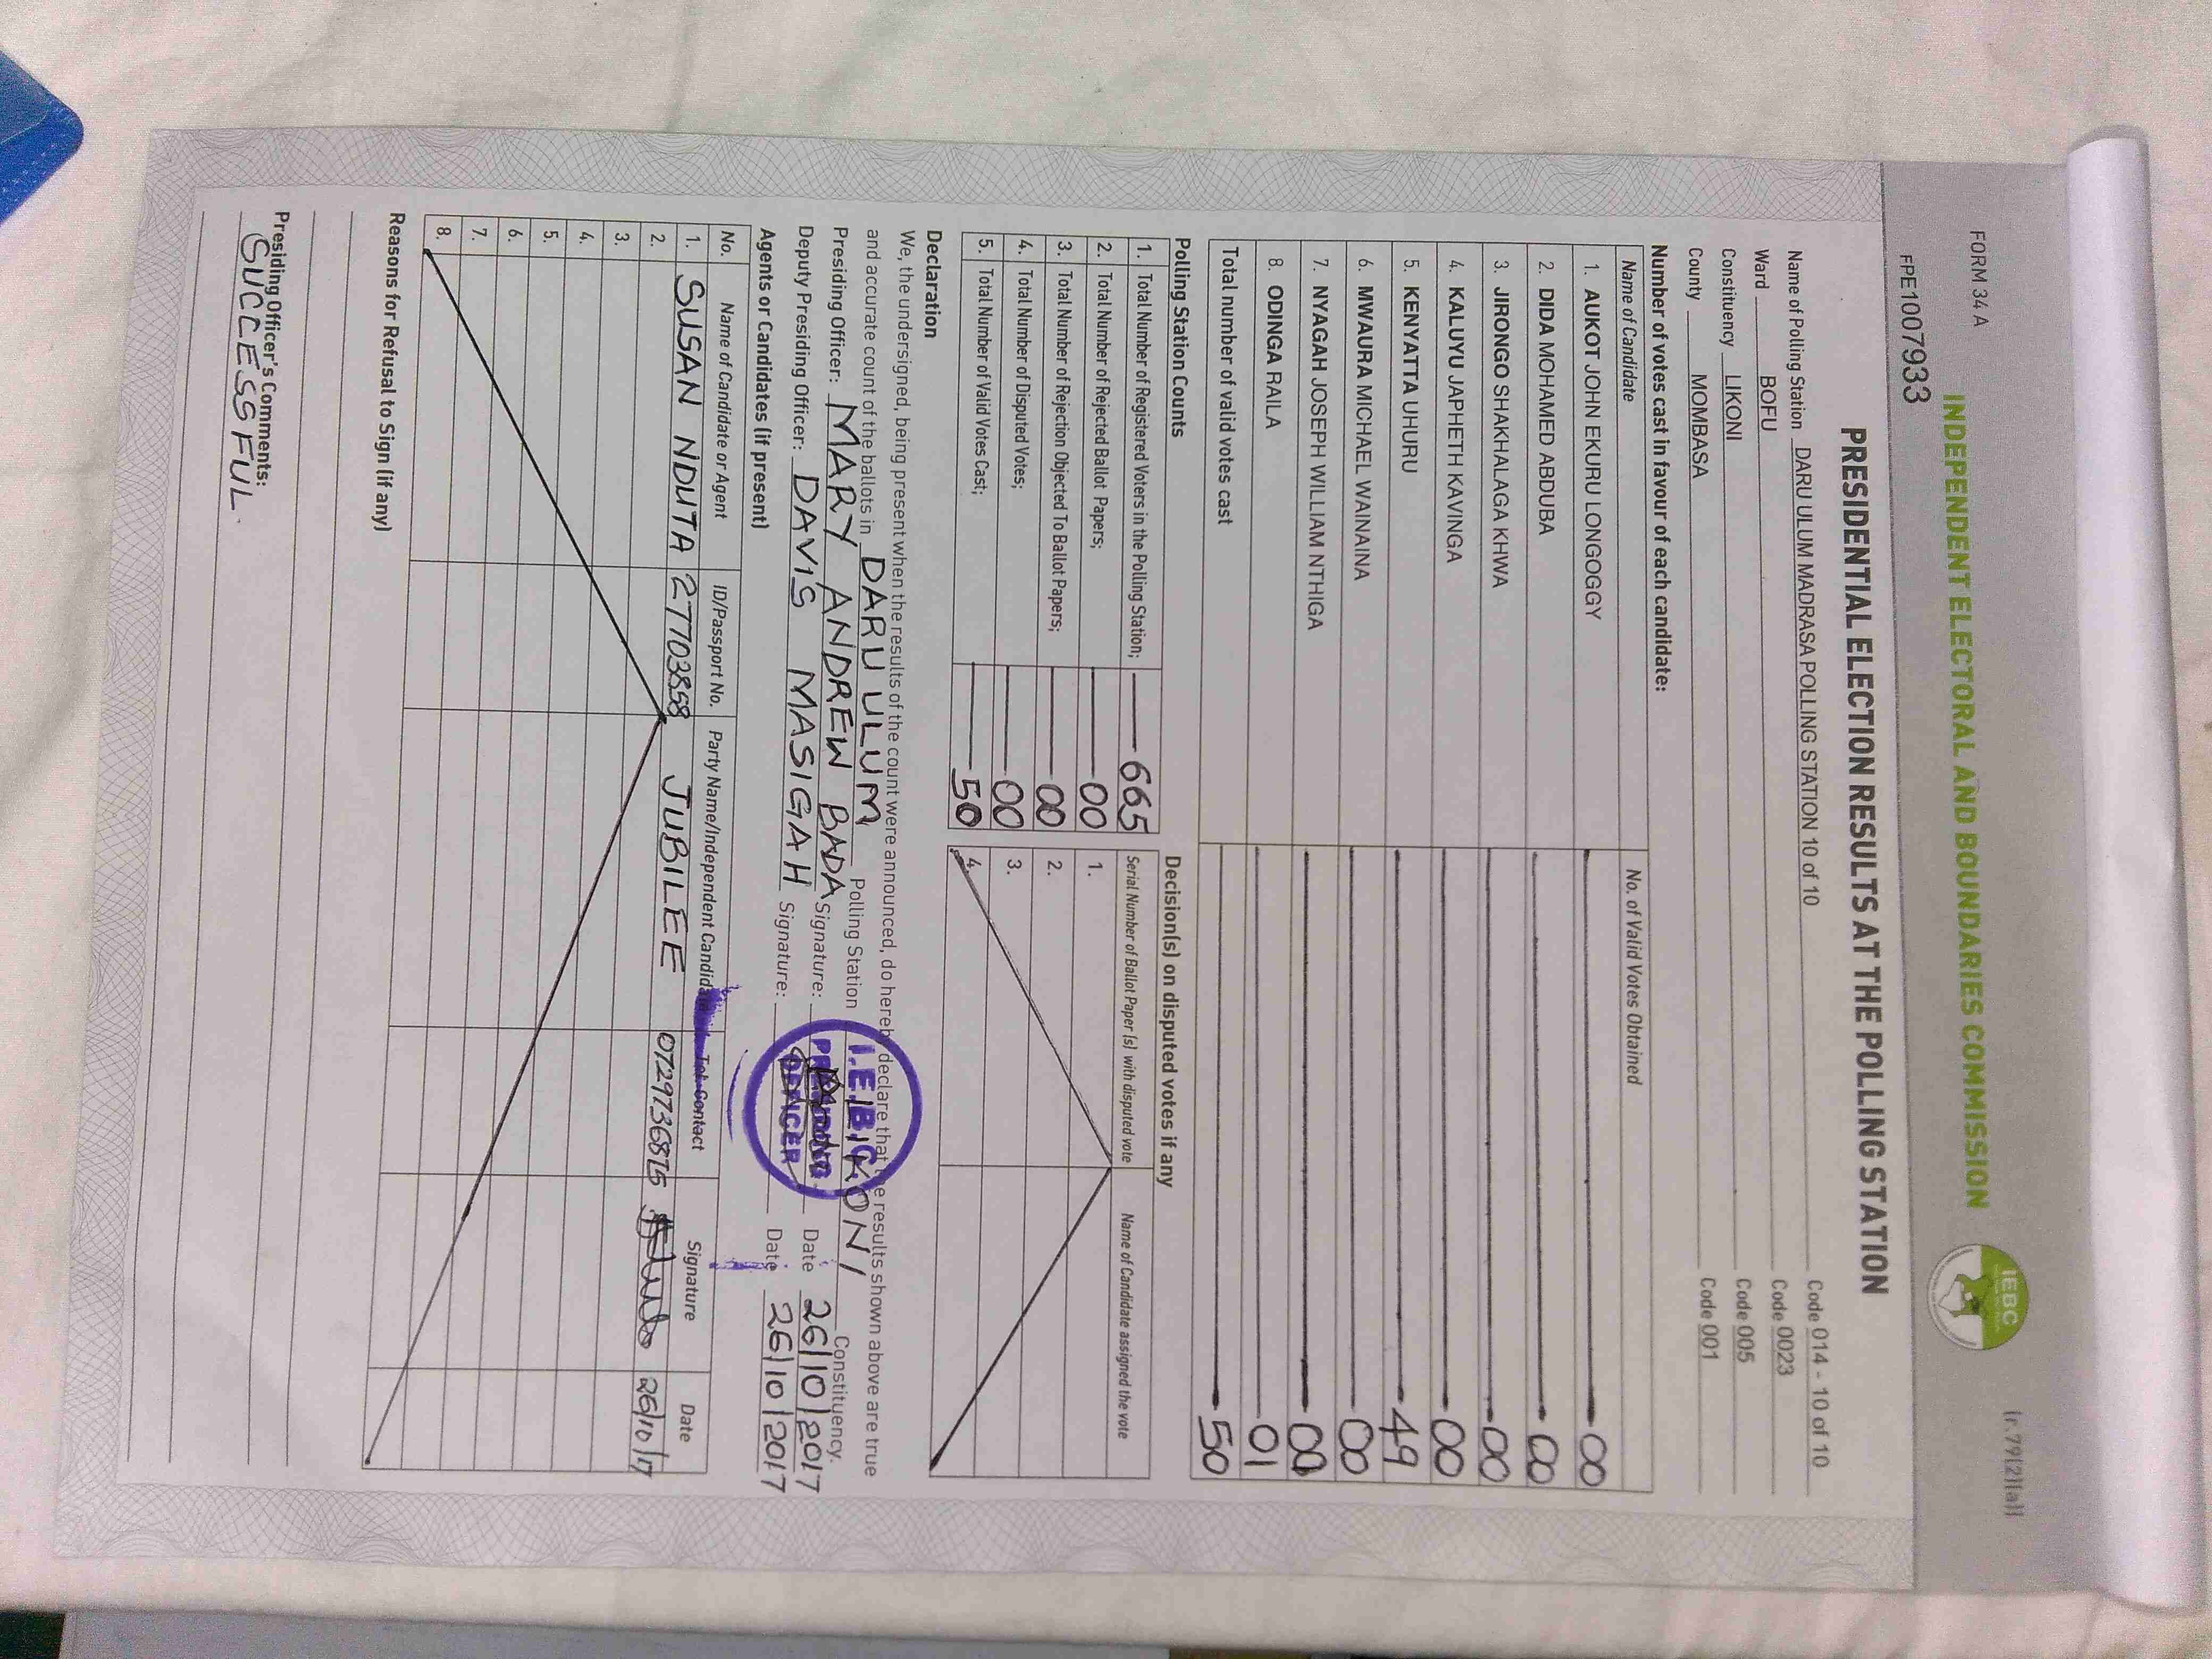 FORM 34 A
(r.79(2)(a))
INDEPENDENT ELECTORAL AND BOUNDARIES COMMISSION
IEBC
FPE1007933
PRESIDENTIAL ELECTION RESULTS AT THE POLLING STATION
Name of Polling Station DARU ULUM MADRASA POLLING STATION 10 of 10 Code 014 - 10 of 10
Ward BOFU Code 0023
Constituency LIKONI Code 005
County MOMBASA Code 001
Number of votes cast in favour of each candidate:
Name of Candidate No. of Valid Votes Obtained
1. AUKOT JOHN EKURU LONGOGGY 00
2. DIDA MOHAMED ABDUBA 00
3. JIRONGO SHAKHALAGA KHWA 00
4. KALUYU JAPHETH KAVINGA 00
5. KENYATTA UHURU 49
6. MWAURA MICHAEL WAINAINA 00
7. NYAGAH JOSEPH WILLIAM NTHIGA 00
8. ODINGA RAILA 01
Total number of valid votes cast 50
Polling Station Counts
1. Total Number of Registered Voters in the Polling Station; 665
2. Total Number of Rejected Ballot Papers; 00
3. Total Number of Rejection Objected To Ballot Papers; 00
4. Total Number of Disputed Votes; 00
5. Total Number of Valid Votes Cast; 50
Decision(s) on disputed votes if any
Serial Number of Ballot Paper (s) with disputed vote Name of Candidate assigned the vote
1.
2.
3.
4.
Declaration
We, the undersigned, being present when the results of the count were announced, do hereby declare that the results shown above are true
and accurate count of the ballots in DARU ULUM Polling Station LIKONI Constituency.
Presiding Officer: MARY ANDREW BADA Signature: Date 26/10/2017
Deputy Presiding Officer: DAVIS MASIGAH Signature: Date 26/10/2017
I.E.B.C
PRESIDING
OFFICER
Agents or Candidates (if present)
No. Name of Candidate or Agent ID/Passport No. Party Name/Independent Candidate Tel. Contact Signature Date
1. SUSAN NDUTA 27703858 JUBILEE 0729736875 26/10/17
2.
3.
4.
5.
6.
7.
8.
Reasons for Refusal to Sign (if any)
Presiding Officer's Comments:
SUCCESSFUL.